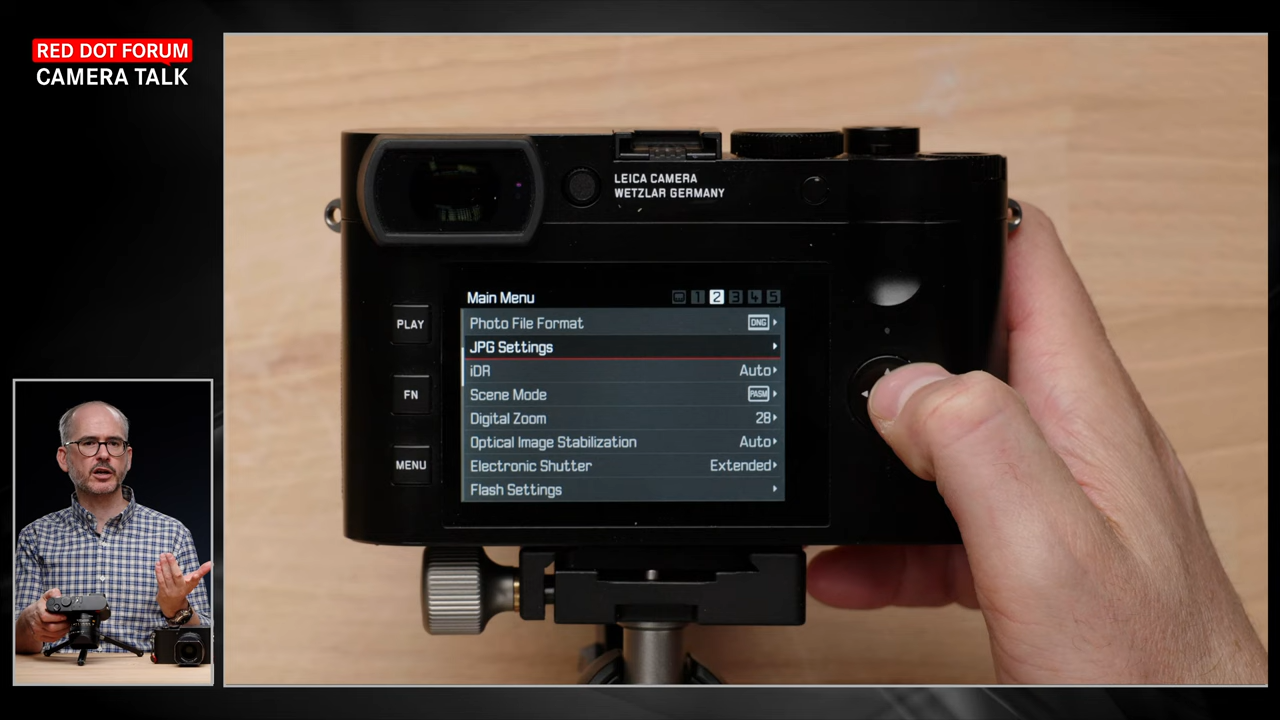 RED DOT FORUM
CAMERA TALK
LEICA CAMERA
WETZLAR GERMANY
PLAY
FN
MENU
Main Menu 1 2 3 4 5
Photo File Format DNG
JPG Settings
iDR Auto
Scene Mode PASM
Digital Zoom 28
Optical Image Stabilization Auto
Electronic Shutter Extended
Flash Settings